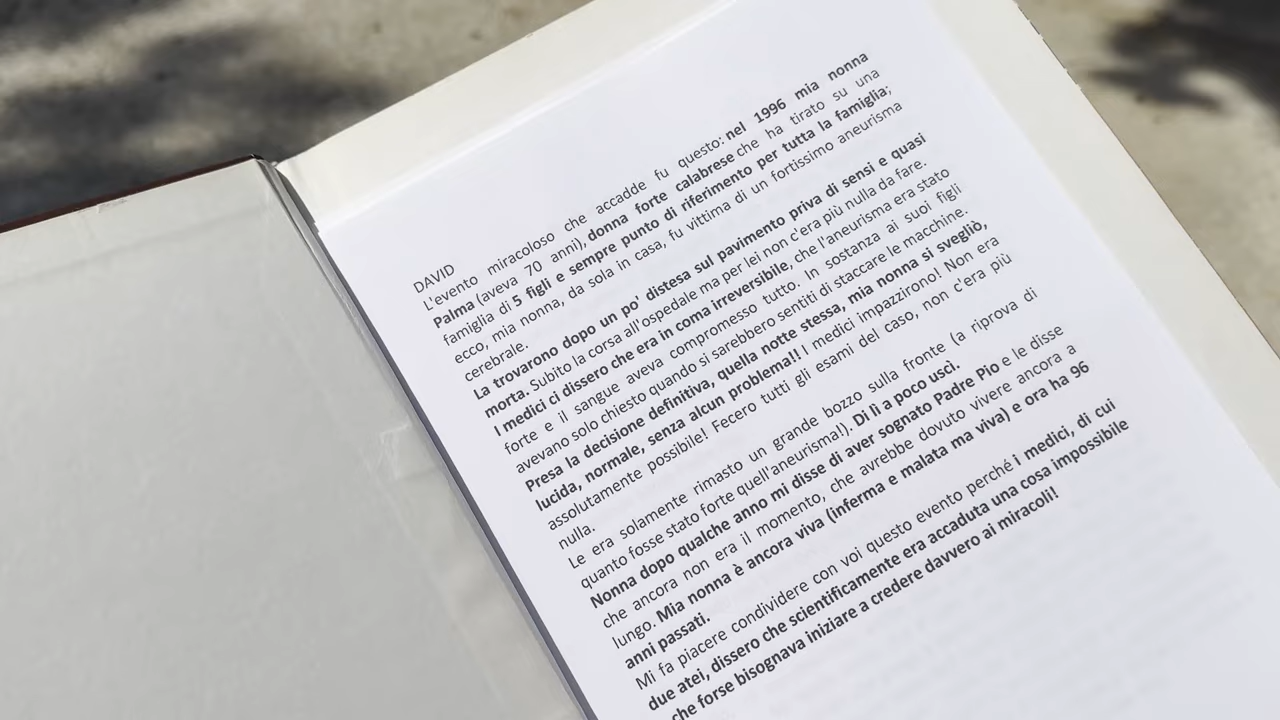 DAVID
L'evento miracoloso che accadde fu questo: nel 1996 mia nonna
Palma (aveva 70 anni), donna forte calabrese che ha tirato su una
famiglia di 5 figli e sempre punto di riferimento per tutta la famiglia;
ecco, mia nonna, da sola in casa, fu vittima di un fortissimo aneurisma
cerebrale.
La trovarono dopo un po' distesa sul pavimento priva di sensi e quasi
morta. Subito la corsa all'ospedale ma per lei non c'era più nulla da fare.
I medici ci dissero che era in coma irreversibile, che l'aneurisma era stato
forte e il sangue aveva compromesso tutto. In sostanza ai suoi figli
avevano solo chiesto quando si sarebbero sentiti di staccare le macchine.
Presa la decisione definitiva, quella notte stessa, mia nonna si svegliò,
lucida, normale, senza alcun problema!! I medici impazzirono! Non era
assolutamente possibile! Fecero tutti gli esami del caso, non c'era più
nulla.
Le era solamente rimasto un grande bozzo sulla fronte (a riprova di
quanto fosse stato forte quell'aneurisma!). Di lì a poco uscì.
Nonna dopo qualche anno mi disse di aver sognato Padre Pio e le disse
che ancora non era il momento, che avrebbe dovuto vivere ancora a
lungo. Mia nonna è ancora viva (inferma e malata ma viva) e ora ha 96
anni passati.
Mi fa piacere condividere con voi questo evento perché i medici, di cui
due atei, dissero che scientificamente era accaduta una cosa impossibile
che forse bisognava iniziare a credere davvero ai miracoli!